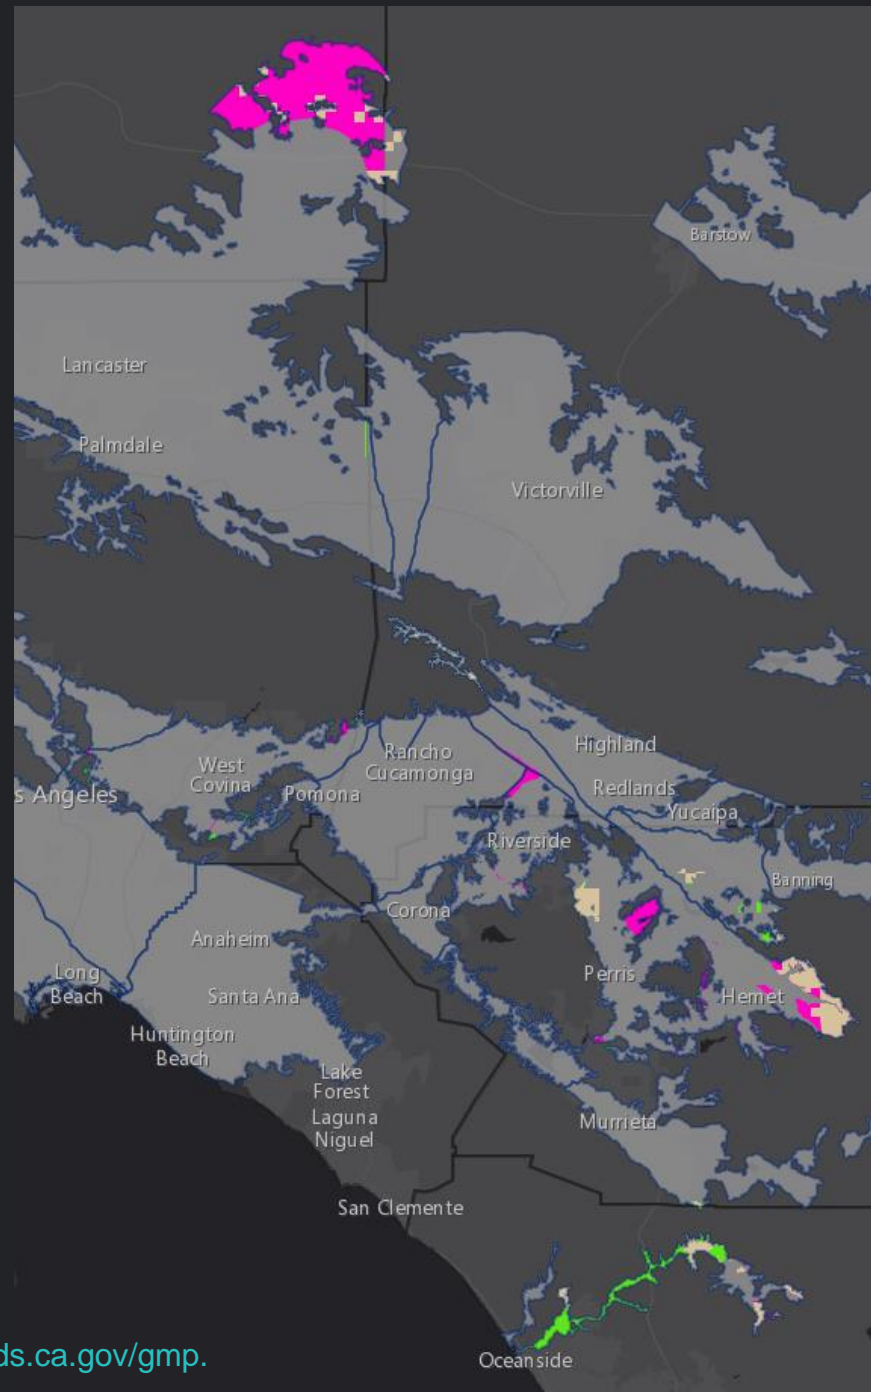 Barstow
Lancaster
Palmdale
Victorville
Highland
Rancho
Cucamonga
West
Covina
s Angeles
Pomona
Redlands
Yucaipa
Riverside
Banning
Corona
Anaheim
Perris
Long
Beach
Santa Ana
Hemet
Huntington
Beach
Lake
Forest
Laguna
Niguel
Murrieta
San Clemente
ds.ca.gov/gmp.
Oceanside